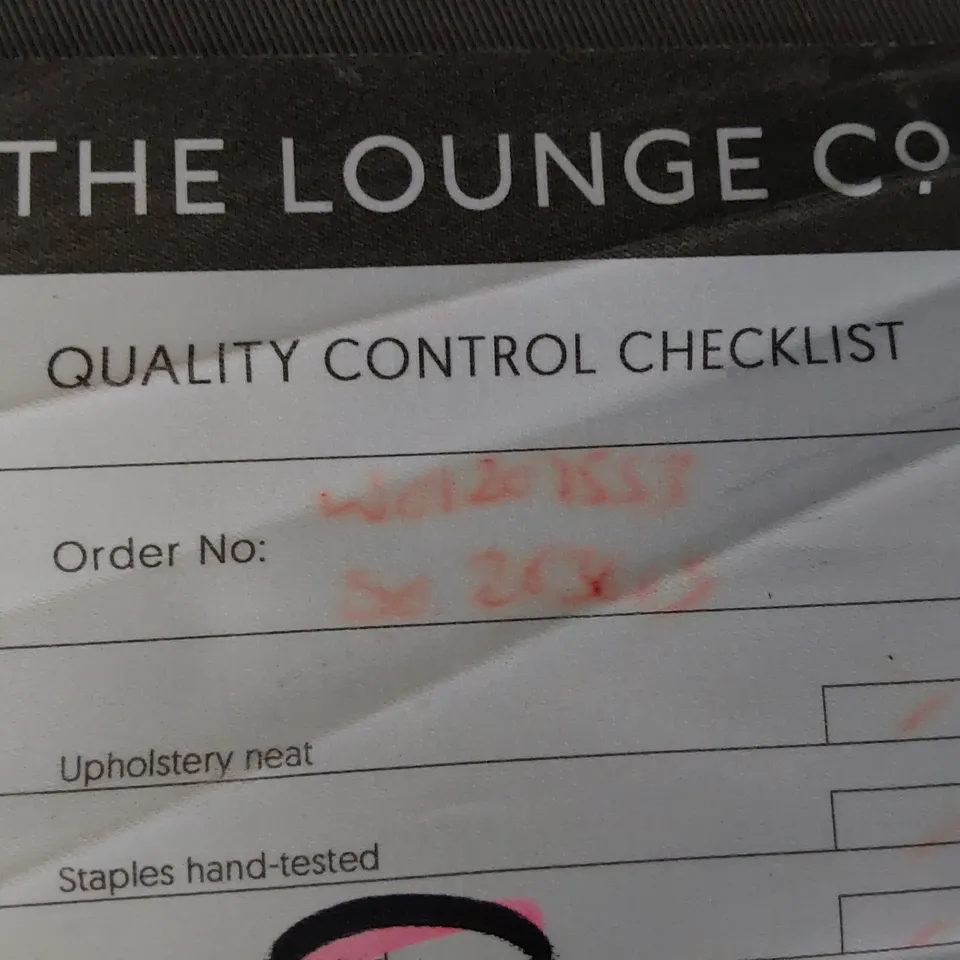 THE LOUNGE Cº
QUALITY CONTROL CHECKLIST
Order No:
Upholstery neat
Staples hand-tested